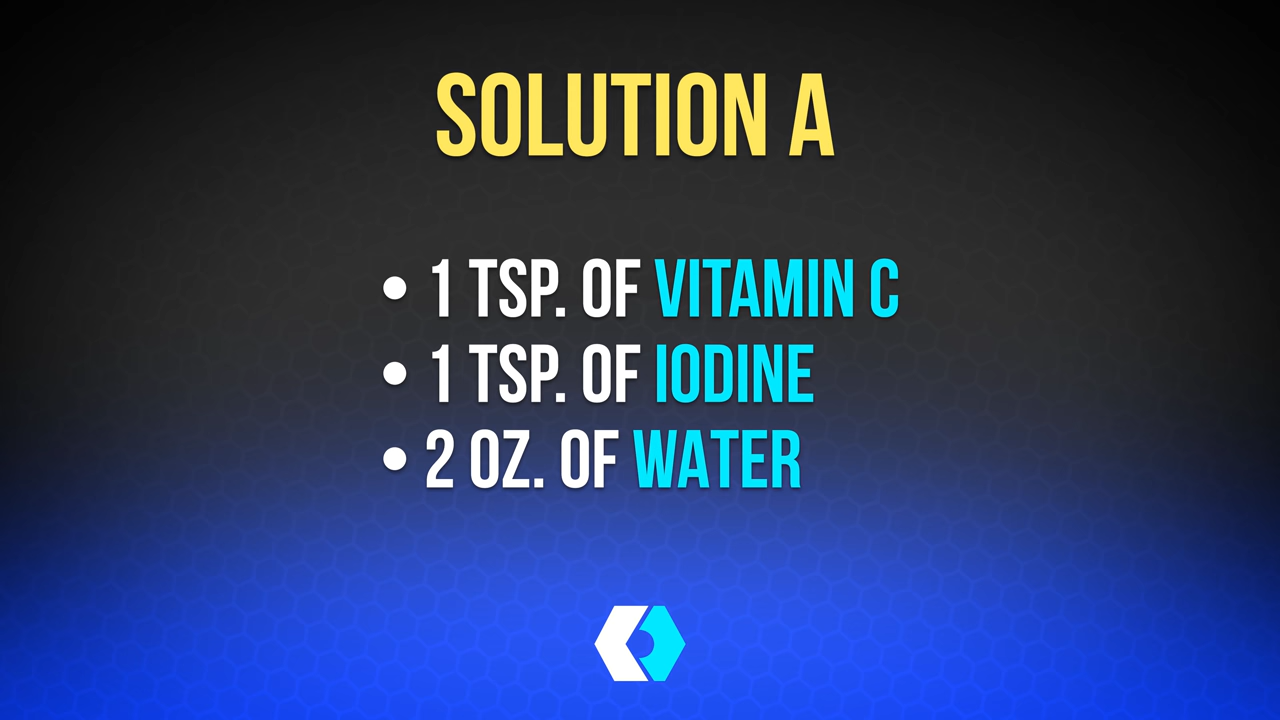 SOLUTION A
• 1 TSP. OF VITAMIN C
• 1 TSP. OF IODINE
• 2 OZ. OF WATER